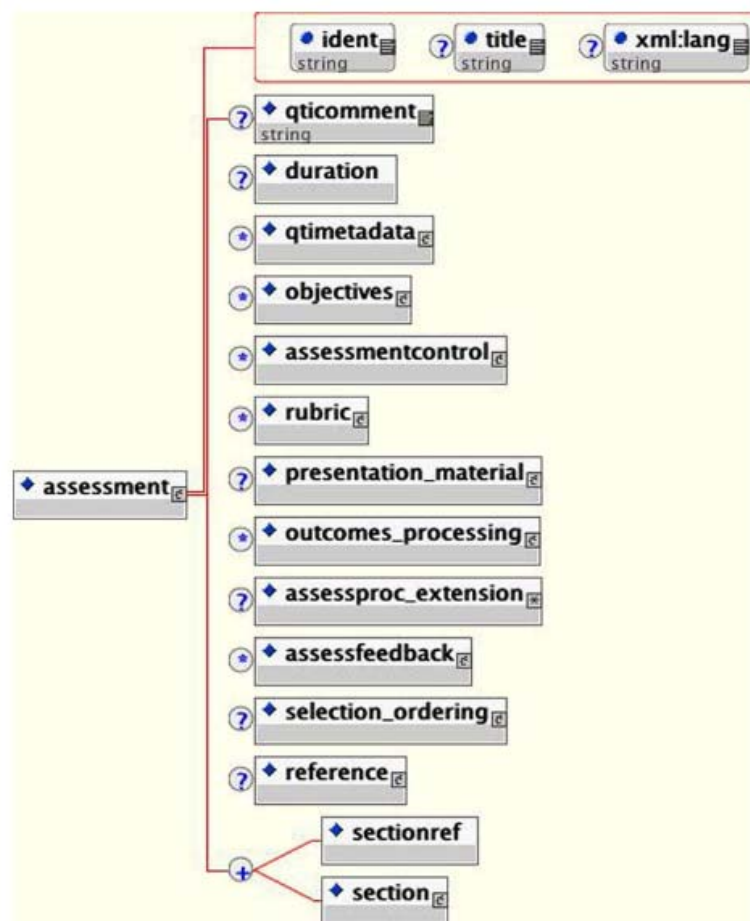 ident ? title ? xml:lang
string string string
? qticomment
string
? duration
* qtimetadata
* objectives
* assessmentcontrol
* rubric
? presentation_material
assessment
* outcomes_processing
? assessproc_extension
* assessfeedback
? selection_ordering
? reference
sectionref
+
section